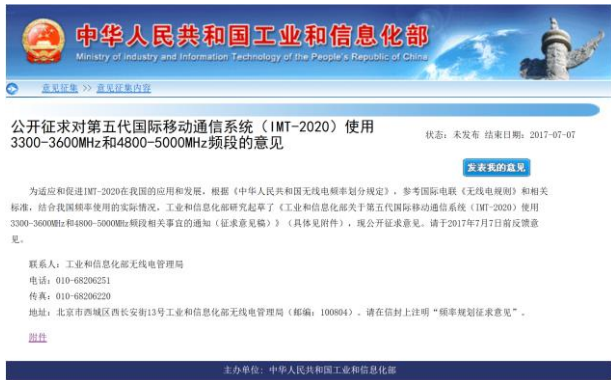 中华人民共和国工业和信息化部
Ministry of Industry and Information Technology of the People's Republic of China
意见征集 >> 意见征集内容
公开征求对第五代国际移动通信系统（IMT-2020）使用
3300-3600MHz和4800-5000MHz频段的意见
状态：未发布 结束日期：2017-07-07
发表我的意见
为适应和促进IMT-2020在我国的应用和发展，根据《中华人民共和国无线电频率划分规定》，参考国际电联《无线电规则》和相关
标准，结合我国频率使用的实际情况，工业和信息化部研究起草了《工业和信息化部关于第五代国际移动通信系统（IMT-2020）使用
3300-3600MHz和4800-5000MHz频段相关事宜的通知（征求意见稿）》（具体见附件），现公开征求意见。请于2017年7月7日前反馈意
见。
联系人：工业和信息化部无线电管理局
电话：010-68206251
传真：010-68206220
地址：北京市西城区西长安街13号工业和信息化部无线电管理局（邮编：100804）。请在信封上注明“频率规划征求意见”。
附件
主办单位：中华人民共和国工业和信息化部